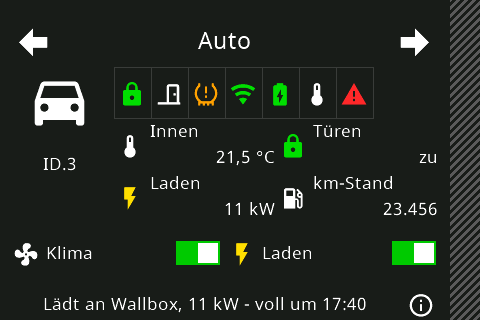 Auto
ID.3
Innen
21,5 °C
Türen
zu
Laden
11 kW
km-Stand
23.456
Klima
Laden
Lädt an Wallbox, 11 kW - voll um 17:40